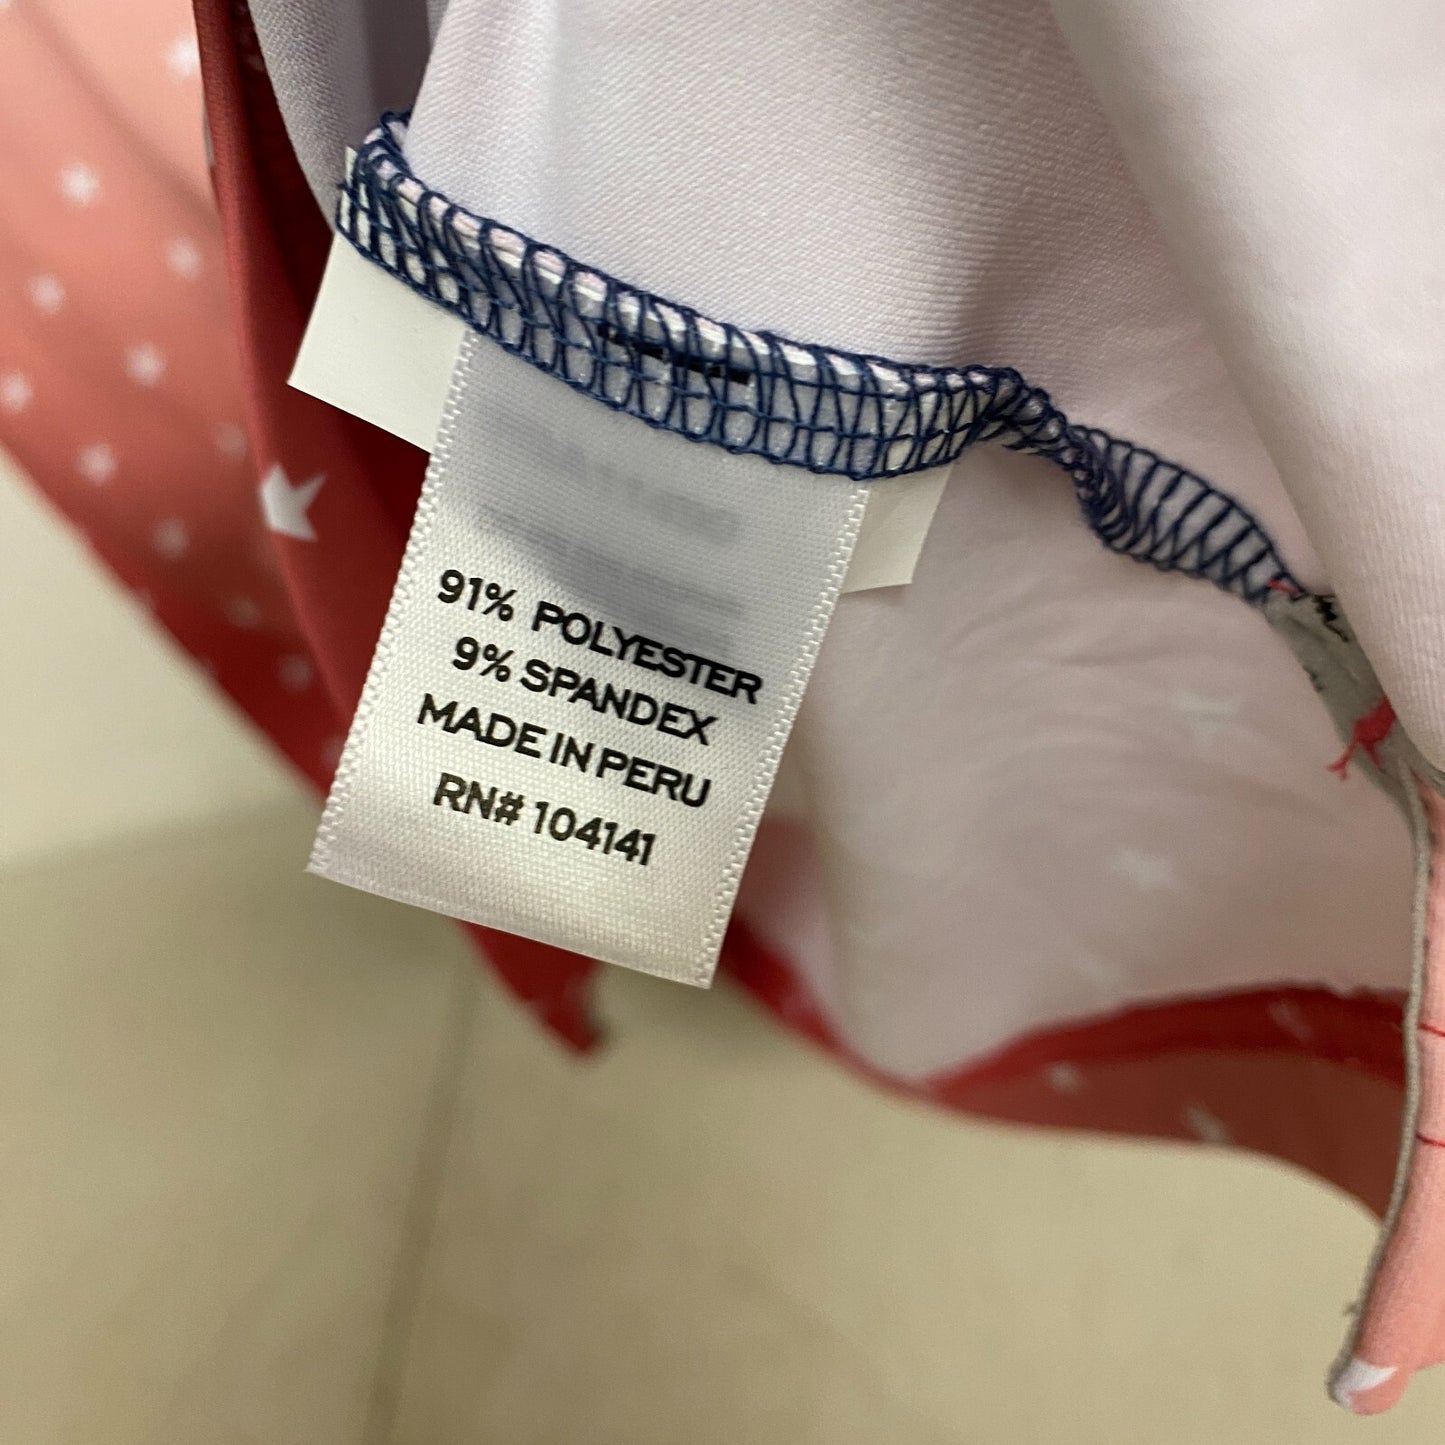 91% POLYESTER
9% SPANDEX
MADE IN PERU
RN# 104141